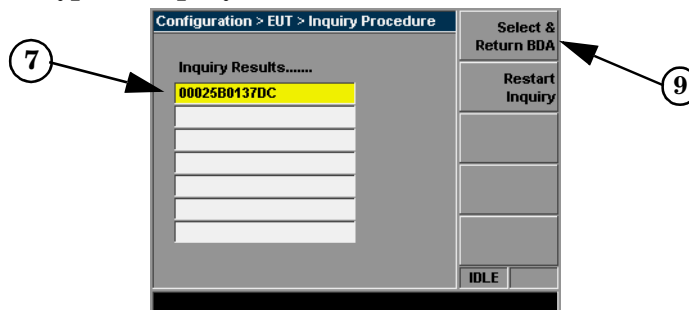 Configuration > EUT > Inquiry Procedure
Select &
Return BDA
7
Inquiry Results.......
00025B0137DC
9
Restart
Inquiry
IDLE